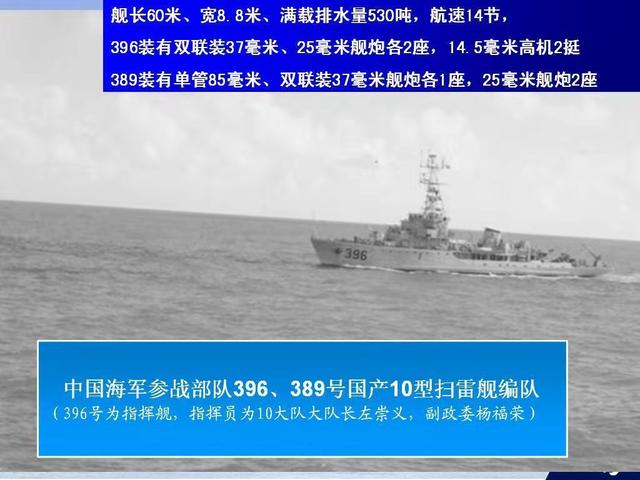 舰长60米、宽8.8米、满载排水量530吨，航速14节，
396装有双联装37毫米、25毫米舰炮各2座，14.5毫米高机2挺
389装有单管85毫米、双联装37毫米舰炮各1座，25毫米舰炮2座
396
中国海军参战部队396、389号国产10型扫雷舰编队
（396号为指挥舰，指挥员为10大队大队长左崇义，副政委杨福荣）